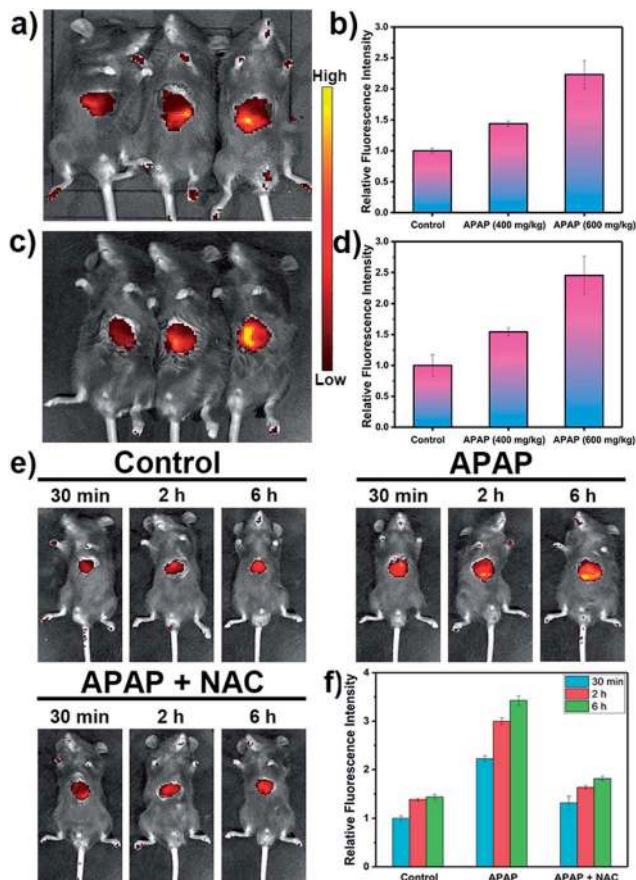 a)
High
Low
b)
Relative Fluorescence Intensity
3.0
2.5
2.0
1.5
1.0
0.5
0.0
Control APAP (400 mg/kg) APAP (600 mg/kg)
c)
d)
Relative Fluorescence Intensity
3.0
2.5
2.0
1.5
1.0
0.5
0.0
Control APAP (400 mg/kg) APAP (600 mg/kg)
e)
Control
30 min 2 h 6 h
APAP
30 min 2 h 6 h
APAP + NAC
30 min 2 h 6 h
f)
Relative Fluorescence Intensity
4
3
2
1
0
30 min
2 h
6 h
Control APAP APAP + NAC